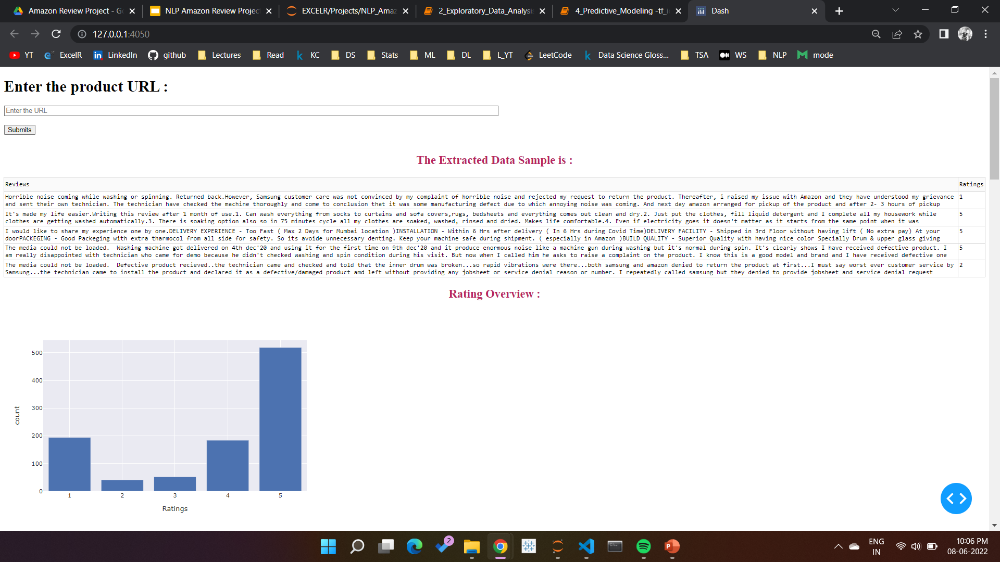 Amazon Review Project - Go
NLP Amazon Review Project
EXCELR/Projects/NLP_Amaz
2_Exploratory_Data_Analysis
4_Predictive_Modeling -tf_i
Dash
127.0.0.1:4050
YT
ExcelR
LinkedIn
github
Lectures
Read
KC
DS
Stats
ML
DL
L_YT
LeetCode
Data Science Gloss...
TSA
WS
NLP
mode
Enter the product URL :
Enter the URL
Submits
The Extracted Data Sample is :
Reviews Ratings
Horrible noise coming while washing or spinning. Returned back.However, Samsung customer care was not convinced by my complaint of horrible noise and rejected my request to return the product. Thereafter, i raised my issue with Amazon and they have understood my grievance 1
and sent their own technician. The technician have checked the machine thoroughly and come to conclusion that it was some manufacturing defect due to which annoying noise was coming. And next day amazon arranged for pickup of the product and after 2- 3 hours of pickup
It's made my life easier.Writing this review after 1 month of use.1. Can wash everything from socks to curtains and sofa covers,rugs, bedsheets and everything comes out clean and dry.2. Just put the clothes, fill liquid detergent and I complete all my housework while 5
clothes are getting washed automatically.3. There is soaking option also so in 75 minutes cycle all my clothes are soaked, washed, rinsed and dried. Makes life comfortable.4. Even if electricity goes it doesn't matter as it starts from the same point when it was
I would like to share my experience one by one.DELIVERY EXPERIENCE - Too Fast ( Max 2 Days for Mumbai location )INSTALLATION - Within 6 Hrs after delivery ( In 6 Hrs during Covid Time)DELIVERY FACILITY - Shipped in 3rd Floor without having lift ( No extra pay) At your 5
doorPACKEGING - Good Packeging with extra tharmocol from all side for safety. So its avoide unnecessary denting. Keep your machine safe during shipment. ( especially in Amazon )BUILD QUALITY - Superior Quality with having nice color Specially Drum & upper glass giving
The media could not be loaded.  Washing machine got delivered on 4th dec'20 and using it for the first time on 9th dec'20 and it produce enormous noise like a machine gun during washing but it's normal during spin. It's clearly shows I have received defective product. I 5
am really disappointed with technician who came for demo because he didn't checked washing and spin condition during his visit. But now when I called him he asks to raise a complaint on the product. I know this is a good model and brand and I have received defective one
The media could not be loaded.  Defective product recieved..the technician came and checked and told that the inner drum was broken...so rapid vibrations were there...both samsung and amazon denied to return the product at first...I must say worst ever customer service by 2
Samsung...the technician came to install the product and declared it as a defective/damaged product amd left without providing any jobsheet or service denial reason or number. I repeatedly called samsung but they denied to provide jobsheet and service denial request
Rating Overview :
500
400
300
200
100
0
count
1 2 3 4 5
Ratings
2
ENG
IN
10:06 PM
08-06-2022